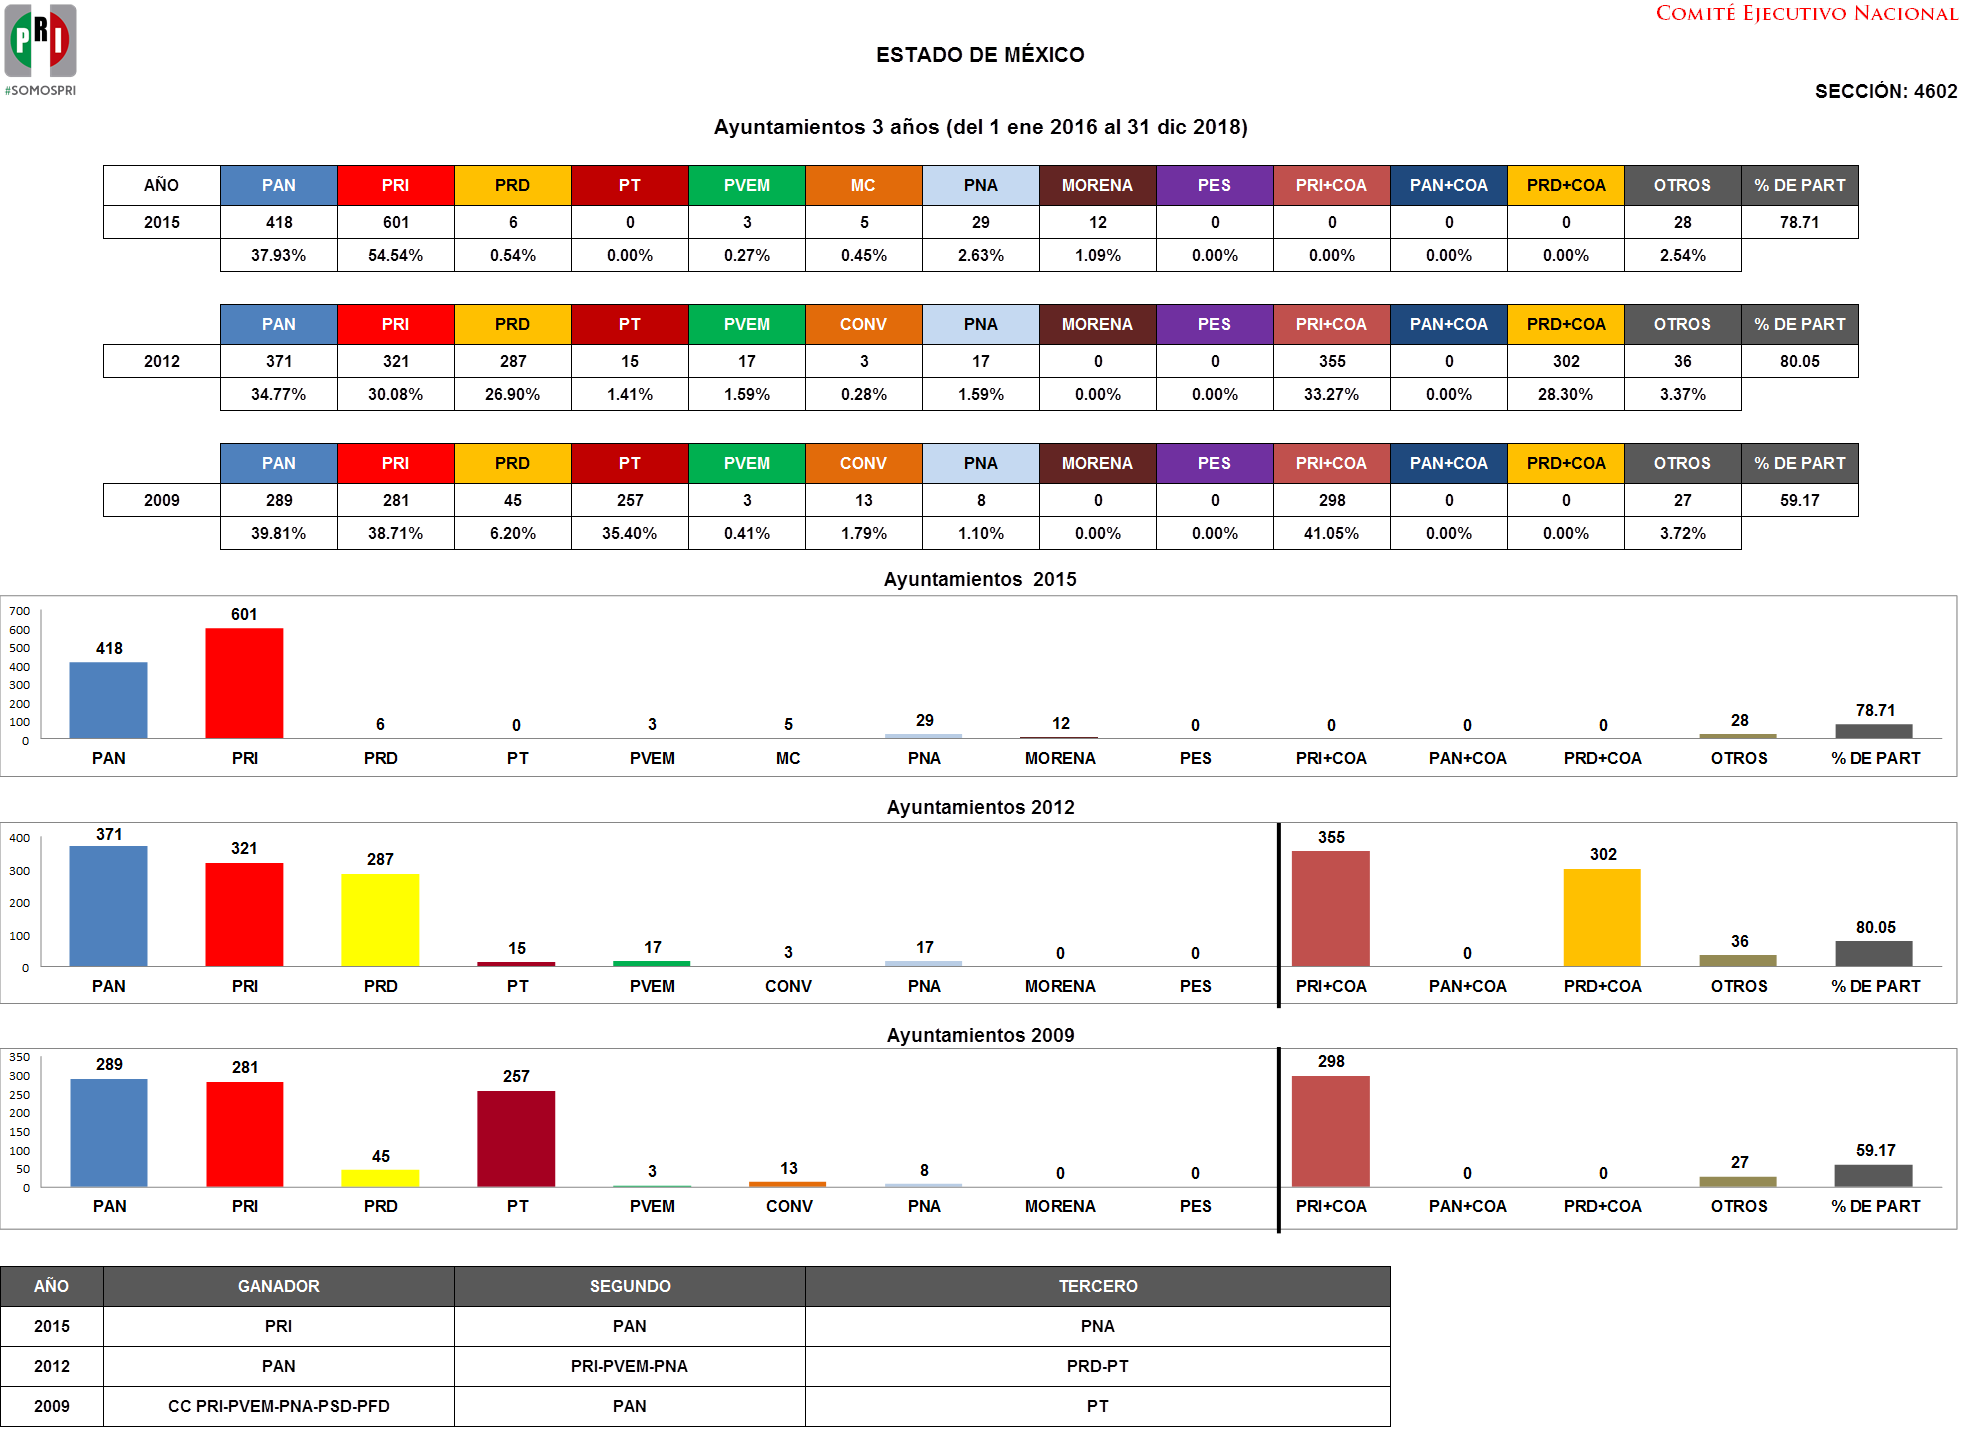 PRI
#SOMOSPRI
COMITÉ EJECUTIVO NACIONAL
ESTADO DE MÉXICO
SECCIÓN: 4602
Ayuntamientos 3 años (del 1 ene 2016 al 31 dic 2018)
AÑO PAN PRI PRD PT PVEM MC PNA MORENA PES PRI+COA PAN+COA PRD+COA OTROS % DE PART
2015 418 601 6 0 3 5 29 12 0 0 0 0 28 78.71
37.93% 54.54% 0.54% 0.00% 0.27% 0.45% 2.63% 1.09% 0.00% 0.00% 0.00% 0.00% 2.54%
PAN PRI PRD PT PVEM CONV PNA MORENA PES PRI+COA PAN+COA PRD+COA OTROS % DE PART
2012 371 321 287 15 17 3 17 0 0 355 0 302 36 80.05
34.77% 30.08% 26.90% 1.41% 1.59% 0.28% 1.59% 0.00% 0.00% 33.27% 0.00% 28.30% 3.37%
PAN PRI PRD PT PVEM CONV PNA MORENA PES PRI+COA PAN+COA PRD+COA OTROS % DE PART
2009 289 281 45 257 3 13 8 0 0 298 0 0 27 59.17
39.81% 38.71% 6.20% 35.40% 0.41% 1.79% 1.10% 0.00% 0.00% 41.05% 0.00% 0.00% 3.72%
Ayuntamientos 2015
700
600
500
400
300
200
100
0
418 601 6 0 3 5 29 12 0 0 0 0 28 78.71
PAN PRI PRD PT PVEM MC PNA MORENA PES PRI+COA PAN+COA PRD+COA OTROS % DE PART
Ayuntamientos 2012
400
300
200
100
0
371 321 287 15 17 3 17 0 0 355 0 302 36 80.05
PAN PRI PRD PT PVEM CONV PNA MORENA PES PRI+COA PAN+COA PRD+COA OTROS % DE PART
Ayuntamientos 2009
350
300
250
200
150
100
50
0
289 281 45 257 3 13 8 0 0 298 0 0 27 59.17
PAN PRI PRD PT PVEM CONV PNA MORENA PES PRI+COA PAN+COA PRD+COA OTROS % DE PART
AÑO GANADOR SEGUNDO TERCERO
2015 PRI PAN PNA
2012 PAN PRI-PVEM-PNA PRD-PT
2009 CC PRI-PVEM-PNA-PSD-PFD PAN PT